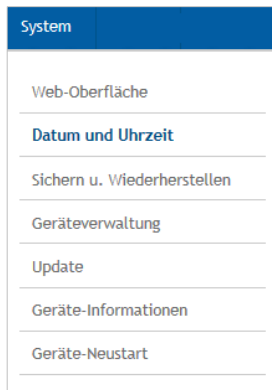 System
Web-Oberfläche
Datum und Uhrzeit
Sichern u. Wiederherstellen
Geräteverwaltung
Update
Geräte-Informationen
Geräte-Neustart